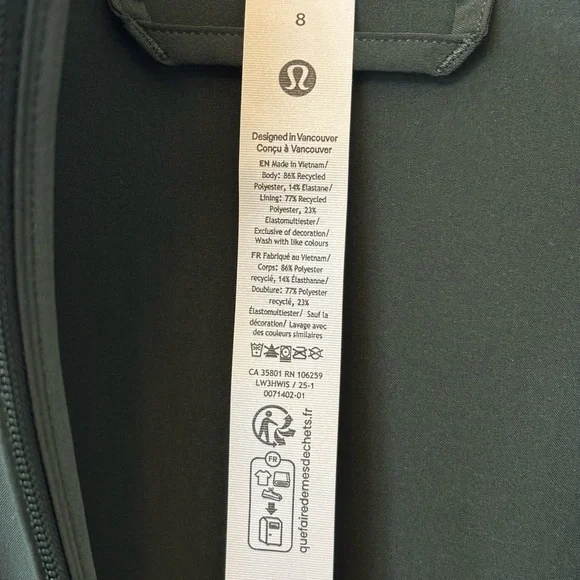 8
Designed in Vancouver
Conçu à Vancouver
EN Made in Vietnam/
Body: 86% Recycled
Polyester, 14% Elastane/
Lining: 77% Recycled
Polyester, 23%
Elastomultiester/
Exclusive of decoration/
Wash with like colours
FR Fabriqué au Vietnam/
Corps: 86% Polyester
recyclé, 14% Élasthanne/
Doublure: 77% Polyester
recyclé, 23%
Élastomultiester/ Sauf la
décoration/ Lavage avec
des couleurs similaires
CA 35801 RN 106259
LW3HWIS / 25-1
0071402-01
FR
quefairedemesdechets.fr